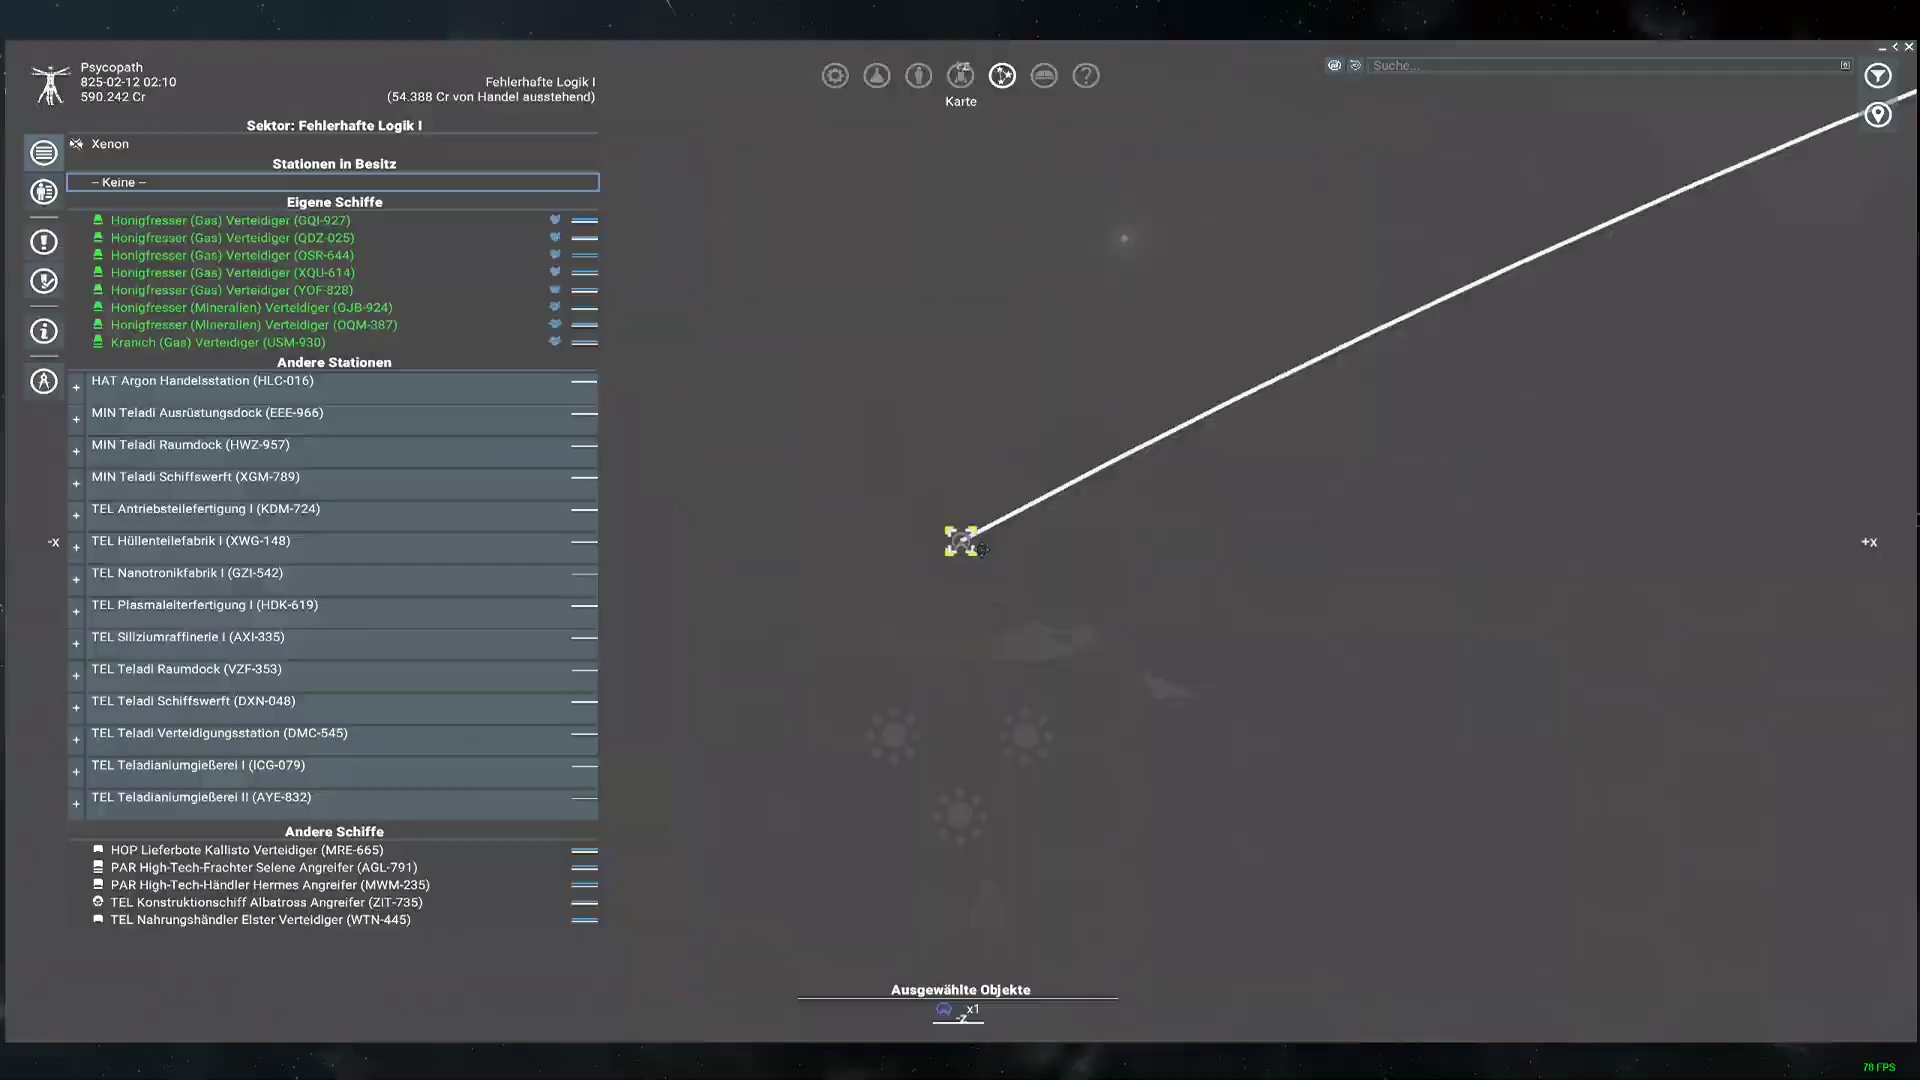 Psycopath
825-02-12 02:10
590.242 Cr
Fehlerhafte Logik I
(54.388 Cr von Handel ausstehend)
Karte
Suche...
Sektor: Fehlerhafte Logik I
Xenon
Stationen in Besitz
-- Keine --
Eigene Schiffe
Honigfresser (Gas) Verteidiger (GQI-927)
Honigfresser (Gas) Verteidiger (QDZ-025)
Honigfresser (Gas) Verteidiger (QSR-644)
Honigfresser (Gas) Verteidiger (XQU-614)
Honigfresser (Gas) Verteidiger (YOF-828)
Honigfresser (Mineralien) Verteidiger (GJB-924)
Honigfresser (Mineralien) Verteidiger (OQM-387)
Kranich (Gas) Verteidiger (USM-930)
Andere Stationen
HAT Argon Handelsstation (HLC-016)
MIN Teladi Ausrüstungsdock (EEE-966)
MIN Teladi Raumdock (HWZ-957)
MIN Teladi Schiffswerft (XGM-789)
TEL Antriebsteilefertigung I (KDM-724)
TEL Hüllenteilefabrik I (XWG-148)
TEL Nanotronikfabrik I (GZI-542)
TEL Plasmaleiterfertigung I (HDK-619)
TEL Siliziumraffinerie I (AXI-335)
TEL Teladi Raumdock (VZF-353)
TEL Teladi Schiffswerft (DXN-048)
TEL Teladi Verteidigungsstation (DMC-545)
TEL Teladianiumgießerei I (ICG-079)
TEL Teladianiumgießerei II (AYE-832)
Andere Schiffe
HOP Lieferbote Kallisto Verteidiger (MRE-665)
PAR High-Tech-Frachter Selene Angreifer (AGL-791)
PAR High-Tech-Händler Hermes Angreifer (MWM-235)
TEL Konstruktionschiff Albatross Angreifer (ZIT-735)
TEL Nahrungshändler Elster Verteidiger (WTN-445)
-x
+x
Ausgewählte Objekte
x1
-z
78 FPS